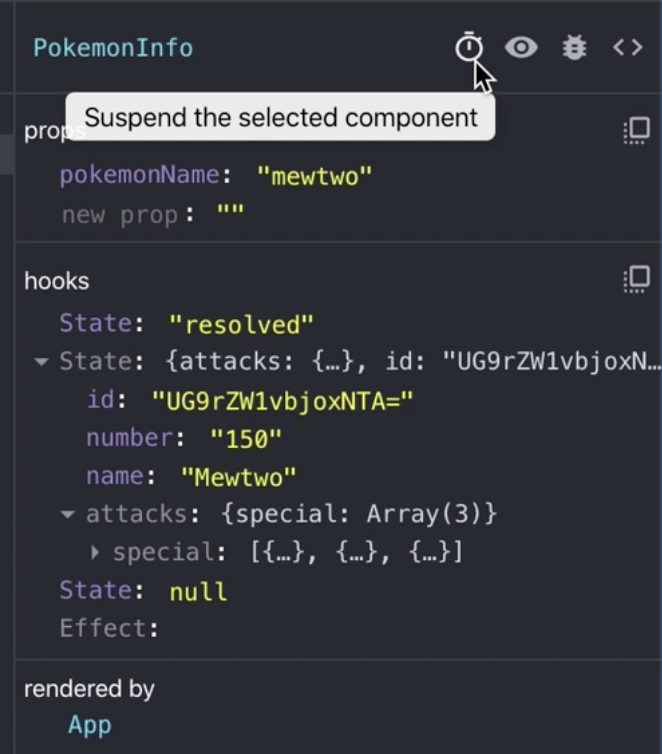 PokemonInfo
Suspend the selected component
props
pokemonName: "mewtwo"
new prop: ""
hooks
State: "resolved"
State: {attacks: {…}, id: "UG9rZW1vbjoxN…
id: "UG9rZW1vbjoxNTA="
number: "150"
name: "Mewtwo"
attacks: {special: Array(3)}
special: [{…}, {…}, {…}]
State: null
Effect:
rendered by
App